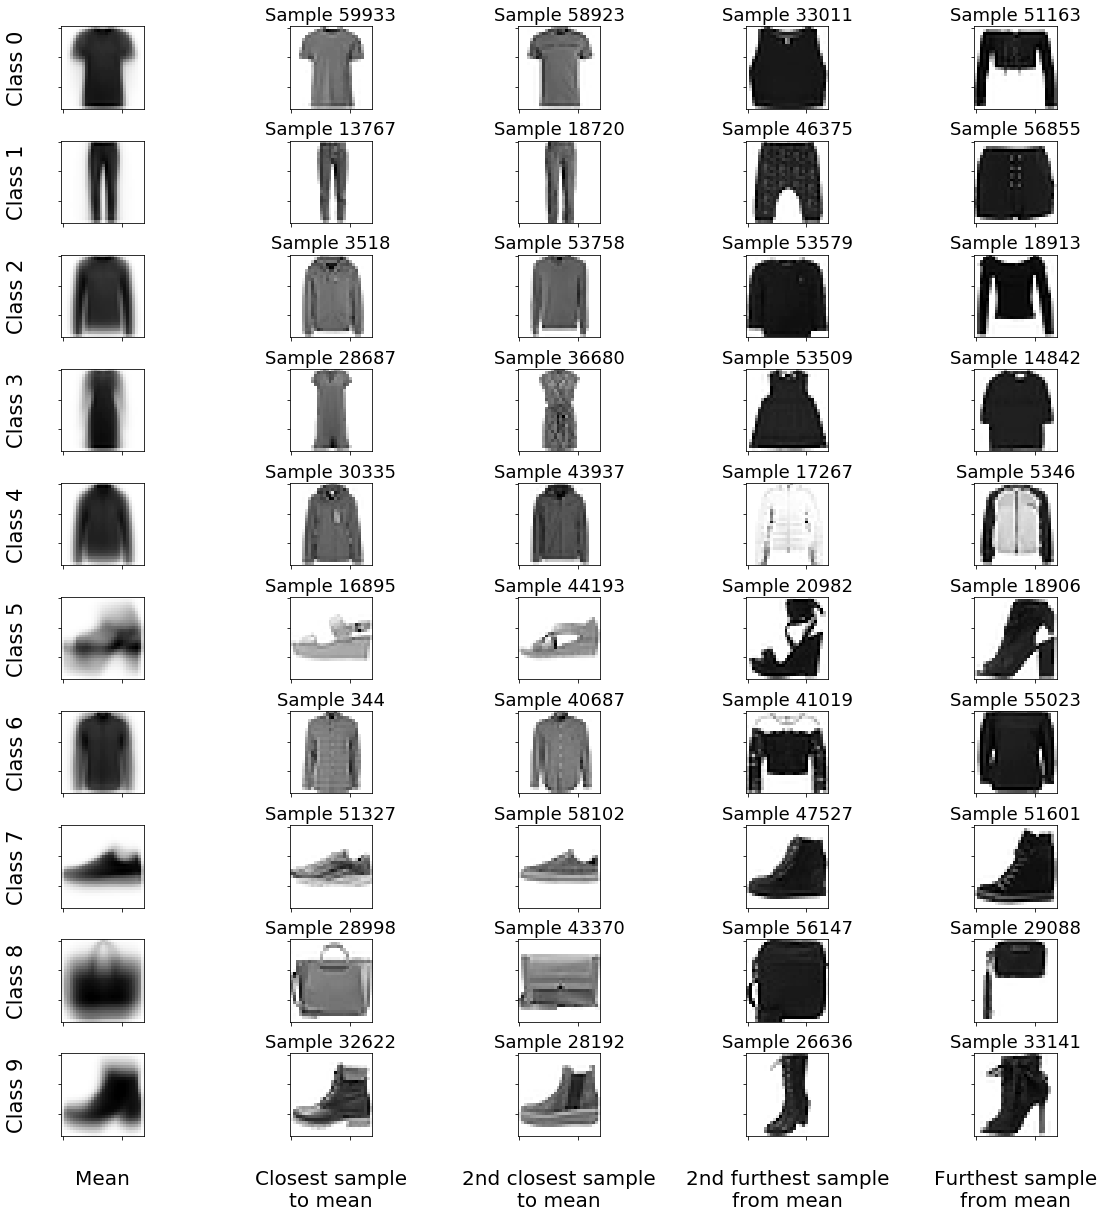 Class 0
Sample 59933
Sample 58923
Sample 33011
Sample 51163
Class 1
Sample 13767
Sample 18720
Sample 46375
Sample 56855
Class 2
Sample 3518
Sample 53758
Sample 53579
Sample 18913
Class 3
Sample 28687
Sample 36680
Sample 53509
Sample 14842
Class 4
Sample 30335
Sample 43937
Sample 17267
Sample 5346
Class 5
Sample 16895
Sample 44193
Sample 20982
Sample 18906
Class 6
Sample 344
Sample 40687
Sample 41019
Sample 55023
Class 7
Sample 51327
Sample 58102
Sample 47527
Sample 51601
Class 8
Sample 28998
Sample 43370
Sample 56147
Sample 29088
Class 9
Sample 32622
Sample 28192
Sample 26636
Sample 33141
Mean
Closest sample
to mean
2nd closest sample
to mean
2nd furthest sample
from mean
Furthest sample
from mean